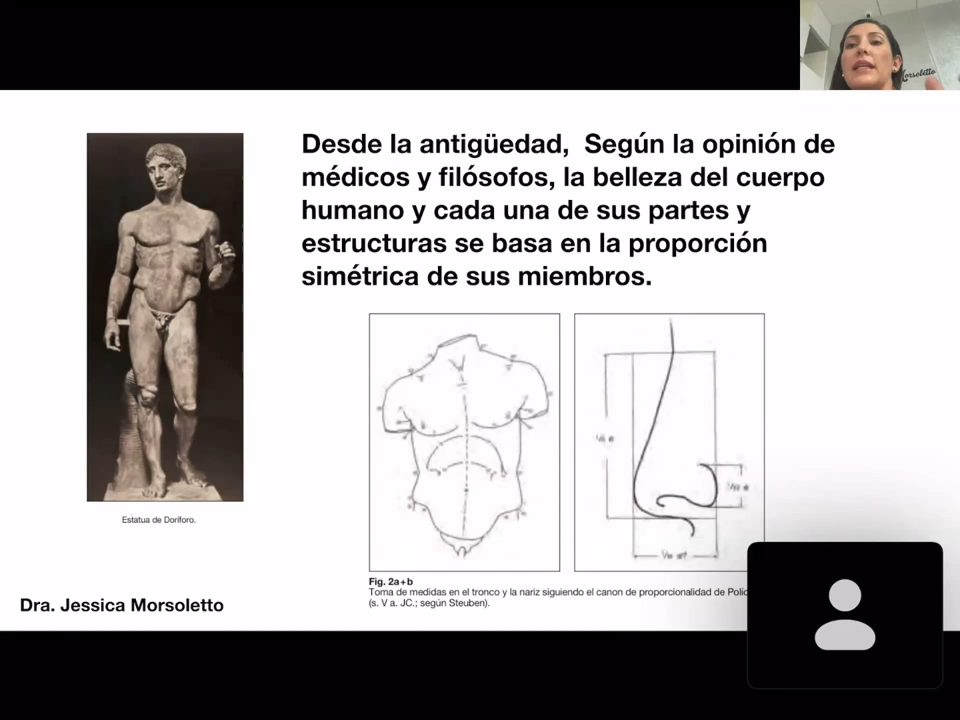 Morsoletto
Desde la antigüedad,  Según la opinión de
médicos y filósofos, la belleza del cuerpo
humano y cada una de sus partes y
estructuras se basa en la proporción
simétrica de sus miembros.
Estatua de Doríforo.
Fig. 2a+b
Toma de medidas en el tronco y la nariz siguiendo el canon de proporcionalidad de
(s. V a. JC.; según Steuben).
Dra. Jessica Morsoletto